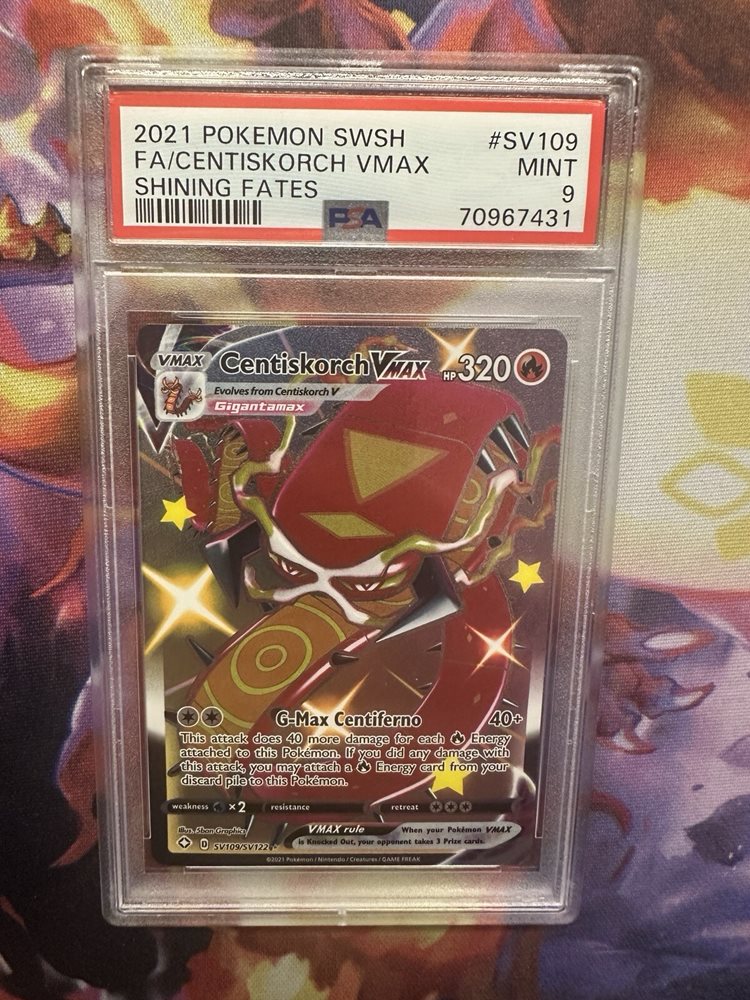 2021 POKEMON SWSH #SV109
FA/CENTISKORCH VMAX MINT
SHINING FATES 9
PSA 70967431
VMAX Centiskorch VMAX HP 320
Evolves from Centiskorch V
Gigantamax
G-Max Centiferno 40+
This attack does 40 more damage for each Energy
attached to this Pokémon. If you did any damage with
this attack, you may attach a Energy card from your
discard pile to this Pokémon.
weakness ×2 resistance retreat
Illus. 5ban Graphics VMAX rule When your Pokémon VMAX
is Knocked Out, your opponent takes 3 Prize cards.
D SV109/SV122
©2021 Pokémon / Nintendo / Creatures / GAME FREAK